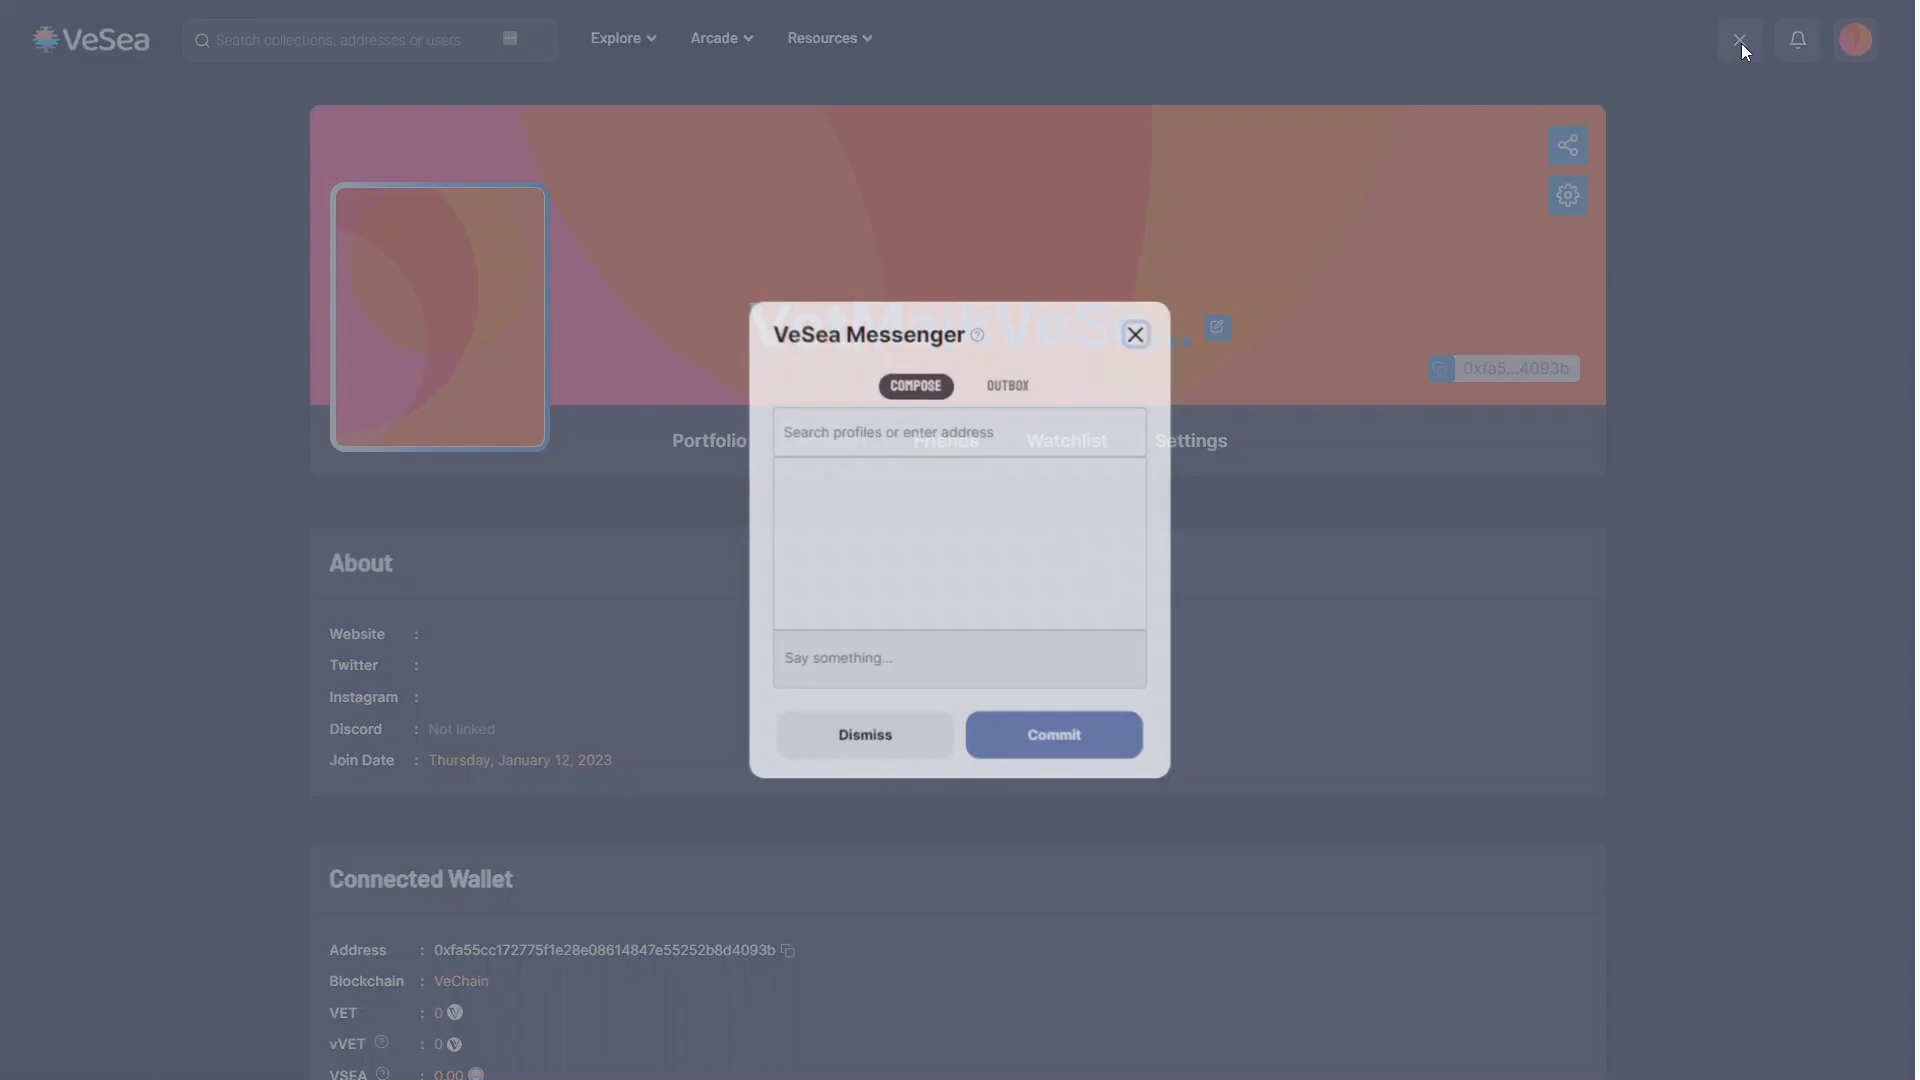 VeSea
Search collections, addresses or users
Explore
Arcade
Resources
VeSea Messenger
0xfa5...4093b
COMPOSE
OUTBOX
Search profiles or enter address
Portfolio
Friends
Watchlist
Settings
About
Website :
Twitter :
Instagram :
Discord : Not linked
Join Date : Thursday, January 12, 2023
Say something...
Dismiss
Commit
Connected Wallet
Address : 0xfa55cc172775f1e28e08614847e55252b8d4093b
Blockchain : VeChain
VET : 0
vVET : 0
VSEA : 0.00